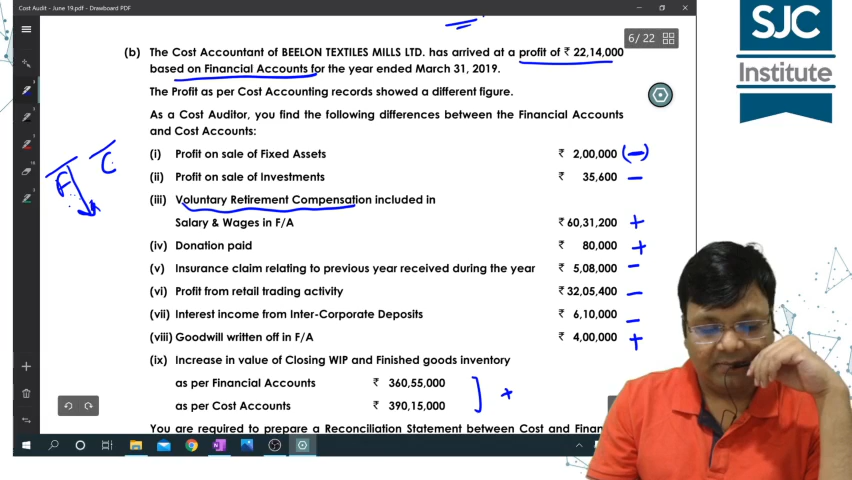 Cost Audit - June 19.pdf - Drawboard PDF
6 / 22
SJC
Institute
(b) The Cost Accountant of BEELON TEXTILES MILLS LTD. has arrived at a profit of ₹ 22,14,000
based on Financial Accounts for the year ended March 31, 2019.
The Profit as per Cost Accounting records showed a different figure.
As a Cost Auditor, you find the following differences between the Financial Accounts
and Cost Accounts:
(i) Profit on sale of Fixed Assets ₹ 2,00,000 (-)
(ii) Profit on sale of Investments ₹ 35,600 -
(iii) Voluntary Retirement Compensation included in
Salary & Wages in F/A ₹ 60,31,200 +
(iv) Donation paid ₹ 80,000 +
(v) Insurance claim relating to previous year received during the year ₹ 5,08,000 -
(vi) Profit from retail trading activity ₹ 32,05,400 -
(vii) Interest income from Inter-Corporate Deposits ₹ 6,10,000 -
(viii) Goodwill written off in F/A ₹ 4,00,000 +
(ix) Increase in value of Closing WIP and Finished goods inventory
as per Financial Accounts ₹ 360,55,000
as per Cost Accounts ₹ 390,15,000 ] +
You are required to prepare a Reconciliation Statement between Cost and
F C